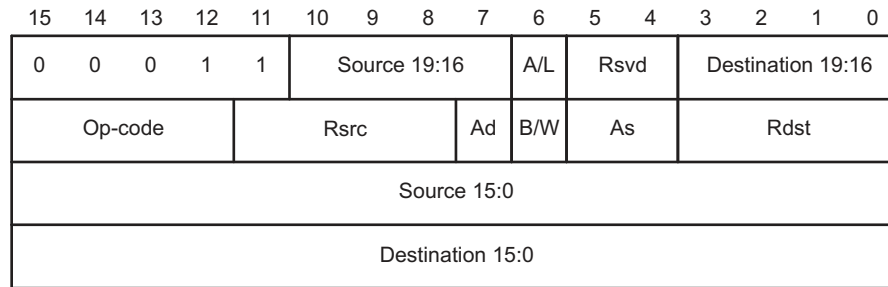 15 14 13 12 11 10 9 8 7 6 5 4 3 2 1 0
0 0 0 1 1 Source 19:16 A/L Rsvd Destination 19:16
Op-code Rsrc Ad B/W As Rdst
Source 15:0
Destination 15:0